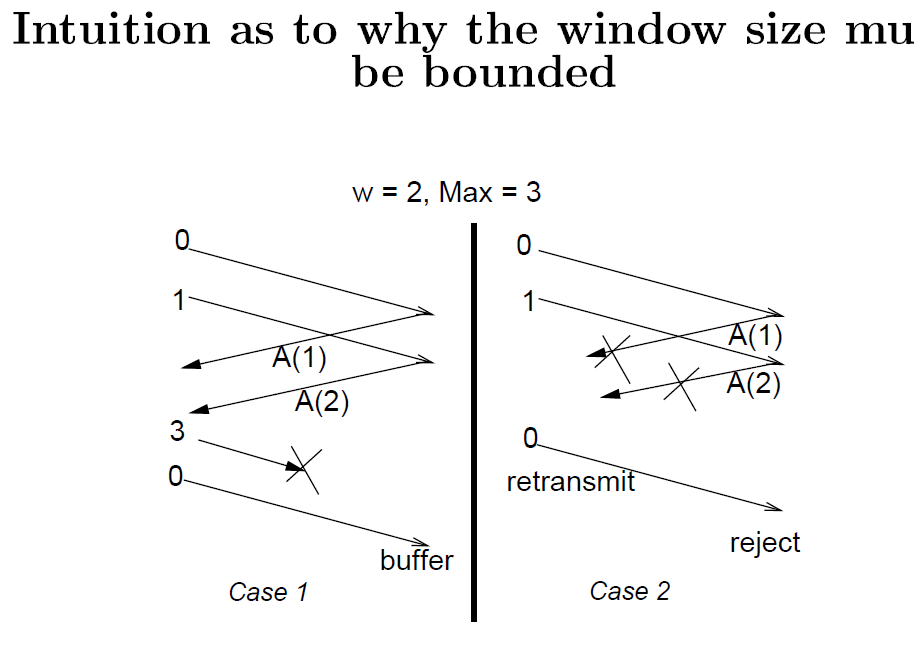 Intuition as to why the window size mu
be bounded
w = 2, Max = 3
0
1
A(1)
A(2)
3
0
buffer
Case 1
0
1
A(1)
A(2)
0
retransmit
reject
Case 2